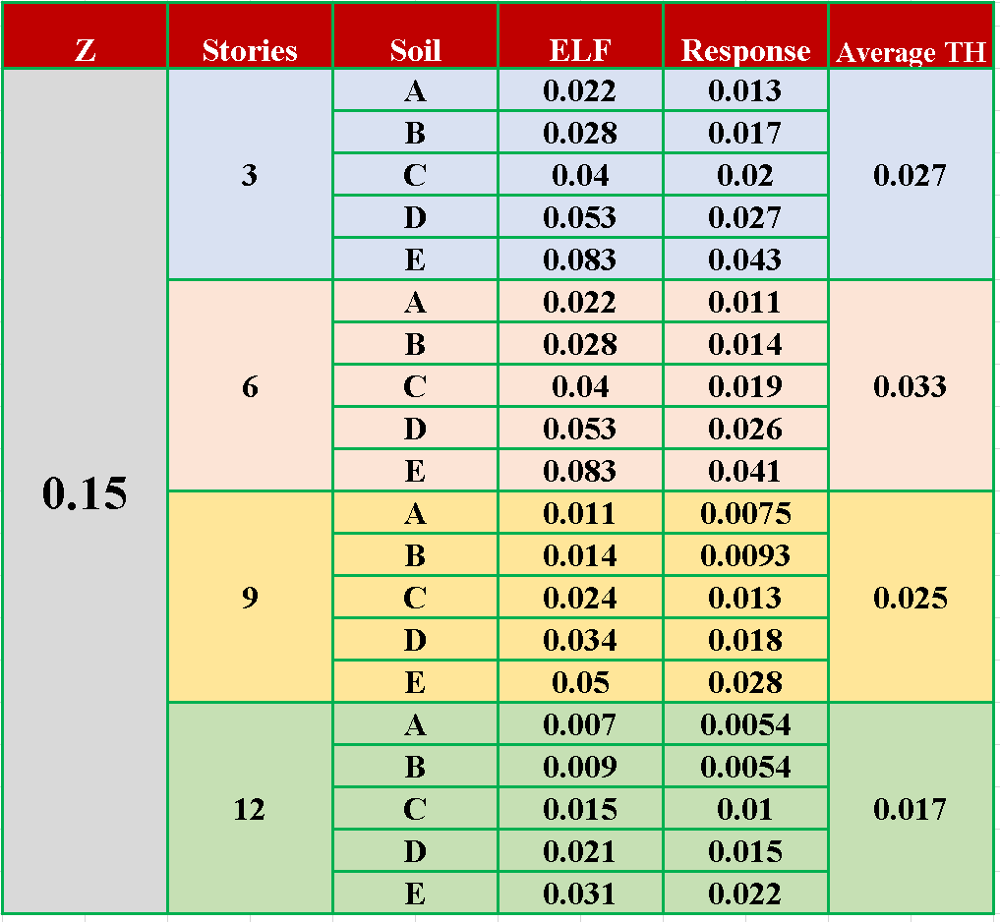 Z Stories Soil ELF Response Average TH
0.15 3 A 0.022 0.013 0.027
B 0.028 0.017
C 0.04 0.02
D 0.053 0.027
E 0.083 0.043
6 A 0.022 0.011 0.033
B 0.028 0.014
C 0.04 0.019
D 0.053 0.026
E 0.083 0.041
9 A 0.011 0.0075 0.025
B 0.014 0.0093
C 0.024 0.013
D 0.034 0.018
E 0.05 0.028
12 A 0.007 0.0054 0.017
B 0.009 0.0054
C 0.015 0.01
D 0.021 0.015
E 0.031 0.022